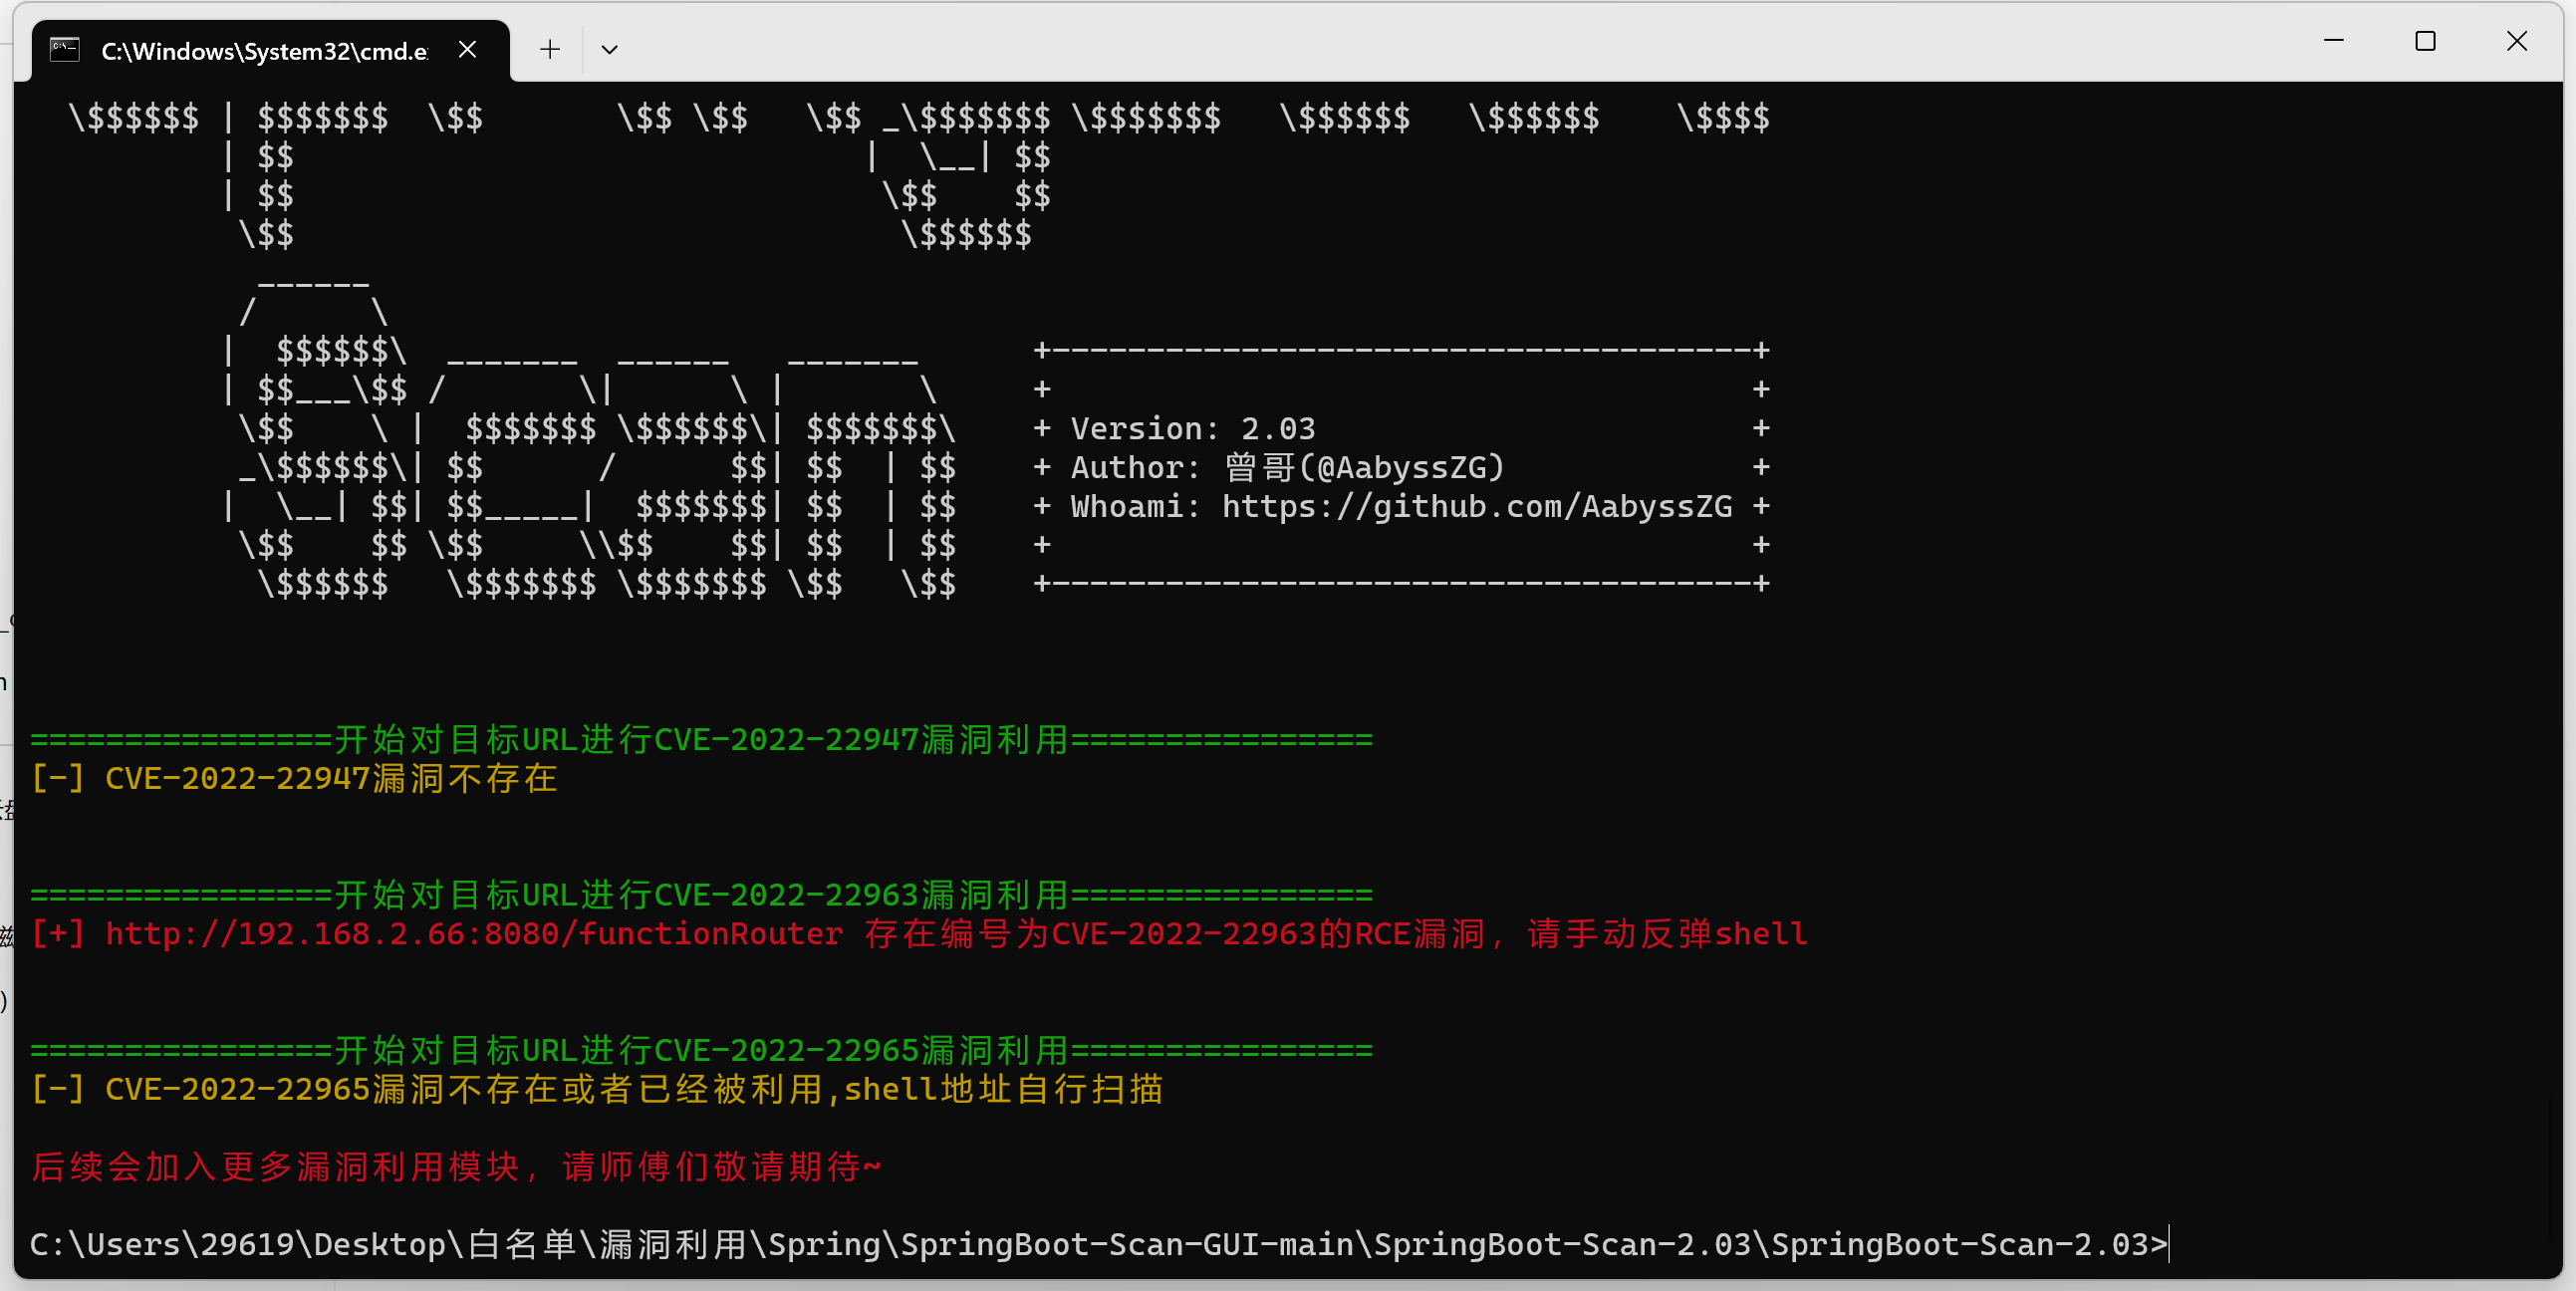 C:\Windows\System32\cmd.e
\$$$$$$ | $$$$$$$  \$$       \$$ \$$   \$$ _\$$$$$$$ \$$$$$$$   \$$$$$$   \$$$$$$    \$$$$
| $$                              |  \__| $$
| $$                               \$$    $$
\$$                                \$$$$$$
______
/      \
|  $$$$$$\  _______  ______   _______      +-------------------------------------+
| $$___\$$ /       \|      \ |       \    +                                     +
\$$    \ |  $$$$$$$ \$$$$$$\| $$$$$$$\    + Version: 2.03                       +
_\$$$$$$\| $$      /      $$| $$  | $$    + Author: 曾哥(@AabyssZG)             +
|  \__| $$| $$_____|  $$$$$$$| $$  | $$    + Whoami: https://github.com/AabyssZG +
\$$    $$ \$$     \\$$    $$| $$  | $$    +                                     +
\$$$$$$   \$$$$$$$ \$$$$$$$ \$$   \$$    +-------------------------------------+
================开始对目标URL进行CVE-2022-22947漏洞利用================
[-] CVE-2022-22947漏洞不存在
================开始对目标URL进行CVE-2022-22963漏洞利用================
[+] http://192.168.2.66:8080/functionRouter 存在编号为CVE-2022-22963的RCE漏洞，请手动反弹shell
================开始对目标URL进行CVE-2022-22965漏洞利用================
[-] CVE-2022-22965漏洞不存在或者已经被利用,shell地址自行扫描
后续会加入更多漏洞利用模块，请师傅们敬请期待~
C:\Users\29619\Desktop\白名单\漏洞利用\Spring\SpringBoot-Scan-GUI-main\SpringBoot-Scan-2.03\SpringBoot-Scan-2.03>